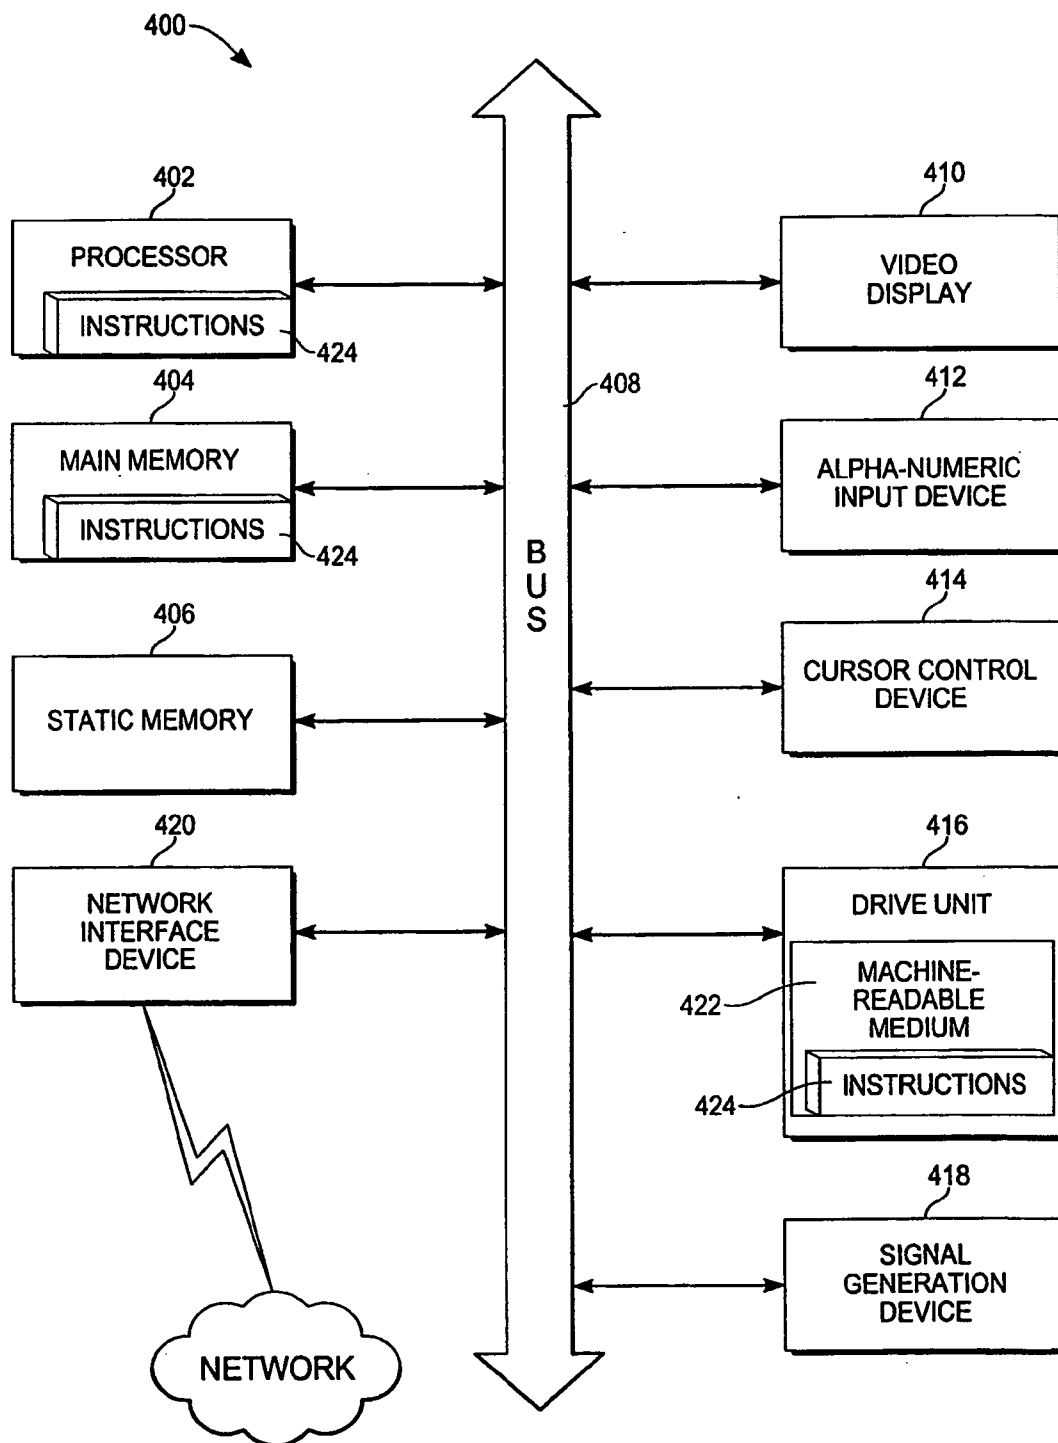 400
402
PROCESSOR
INSTRUCTIONS
424
404
MAIN MEMORY
INSTRUCTIONS
424
406
STATIC MEMORY
420
NETWORK
INTERFACE
DEVICE
NETWORK
BUS
408
410
VIDEO
DISPLAY
412
ALPHA-NUMERIC
INPUT DEVICE
414
CURSOR CONTROL
DEVICE
416
DRIVE UNIT
MACHINE-
READABLE
MEDIUM
422
INSTRUCTIONS
424
418
SIGNAL
GENERATION
DEVICE